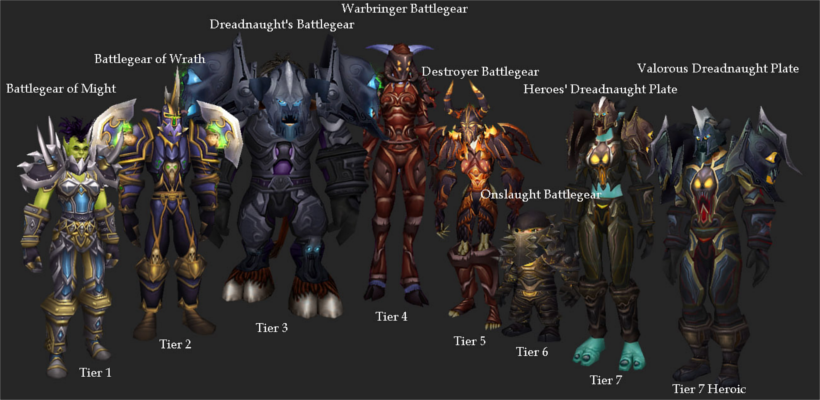 Warbringer Battlegear
Dreadnaught's Battlegear
Battlegear of Wrath
Destroyer Battlegear
Valorous Dreadnaught Plate
Battlegear of Might
Heroes' Dreadnaught Plate
Onslaught Battlegear
Tier 1
Tier 2
Tier 3
Tier 4
Tier 5
Tier 6
Tier 7
Tier 7 Heroic